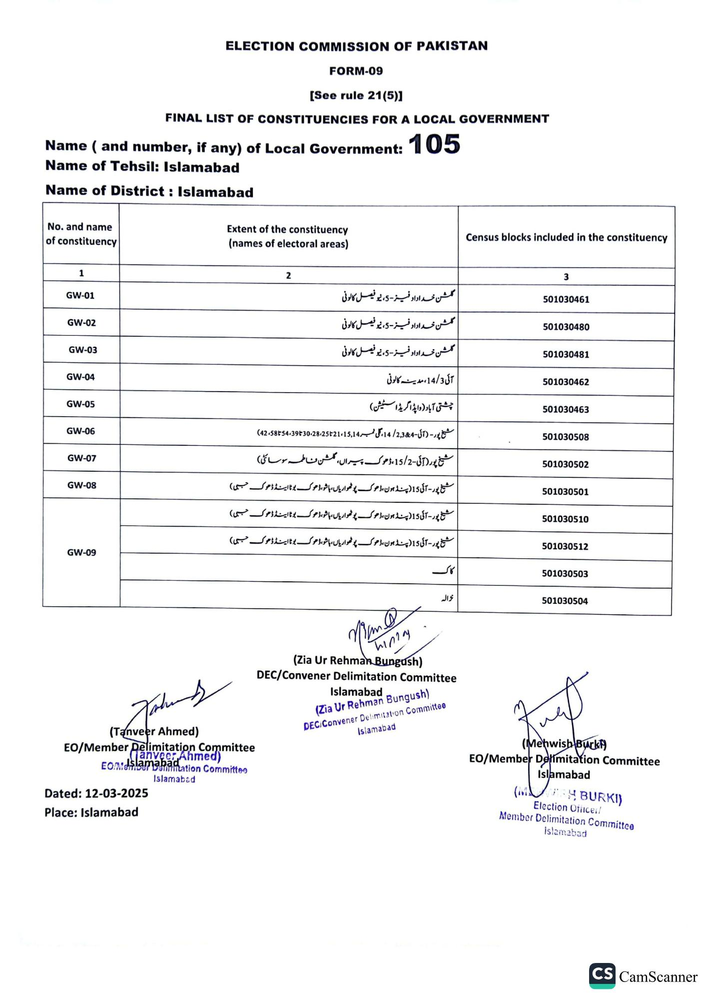 ELECTION COMMISSION OF PAKISTAN
FORM-09
[See rule 21(5)]
FINAL LIST OF CONSTITUENCIES FOR A LOCAL GOVERNMENT
Name ( and number, if any) of Local Government: 105
Name of Tehsil: Islamabad
Name of District : Islamabad
No. and name of constituency | Extent of the constituency (names of electoral areas) | Census blocks included in the constituency
1 | 2 | 3
GW-01 | گلشن خداداد فیز-5، نیو فیصل کالونی | 501030461
GW-02 | گلشن خداداد فیز-5، نیو فیصل کالونی | 501030480
GW-03 | گلشن خداداد فیز-5، نیو فیصل کالونی | 501030481
GW-04 | آئی 14/3، مدینہ کالونی | 501030462
GW-05 | چشتی آباد (واپڈا گریڈ اسٹیشن) | 501030463
GW-06 | شیخ پور- (آئی-4&2,3/ 14، گلی نمبر 15,14، 21تا25، 28، 30تا39، 54تا58، 42) | 501030508
GW-07 | شیخ پور (آئی-15/2، ڈھوک پیراں، گلشن فاطمہ سوسائٹی) | 501030502
GW-08 | شیخ پور-آئی 15 (پنڈ ہون، ڈھوک پوٹھواریاں، ہاشو، ڈھوک بوٹا اینڈ ڈھوک جبی) | 501030501
GW-09 | شیخ پور-آئی 15 (پنڈ ہون، ڈھوک پوٹھواریاں، ہاشو، ڈھوک بوٹا اینڈ ڈھوک جبی) | 501030510
شیخ پور-آئی 15 (پنڈ ہون، ڈھوک پوٹھواریاں، ہاشو، ڈھوک بوٹا اینڈ ڈھوک جبی) | 501030512
کاک | 501030503
نڑالہ | 501030504
(Zia Ur Rehman Bungush)
DEC/Convener Delimitation Committee
Islamabad
(Zia Ur Rehman Bungush)
DEC/Convener Delimitation Committee
Islamabad
(Tanveer Ahmed)
EO/Member Delimitation Committee
Islamabad
(Tanveer Ahmed)
EO/Member Delimitation Committee
Islamabad
(Mehwish Burki)
EO/Member Delimitation Committee
Islamabad
(MEHWISH BURKI)
Election Officer/
Member Delimitation Committee
Islamabad
Dated: 12-03-2025
Place: Islamabad
CS CamScanner